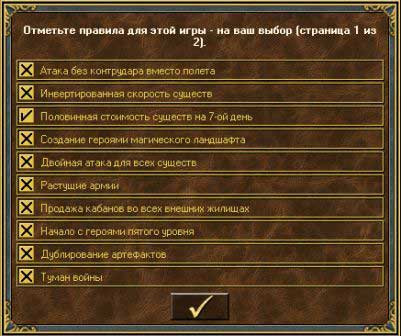 Отметьте правила для этой игры - на ваш выбор (страница 1 из
2).
Атака без контрудара вместо полета
Инвертированная скорость существ
Половинная стоимость существ на 7-ой день
Создание героями магического ландшафта
Двойная атака для всех существ
Растущие армии
Продажа кабанов во всех внешних жилищах
Начало с героями пятого уровня
Дублирование артефактов
Туман войны